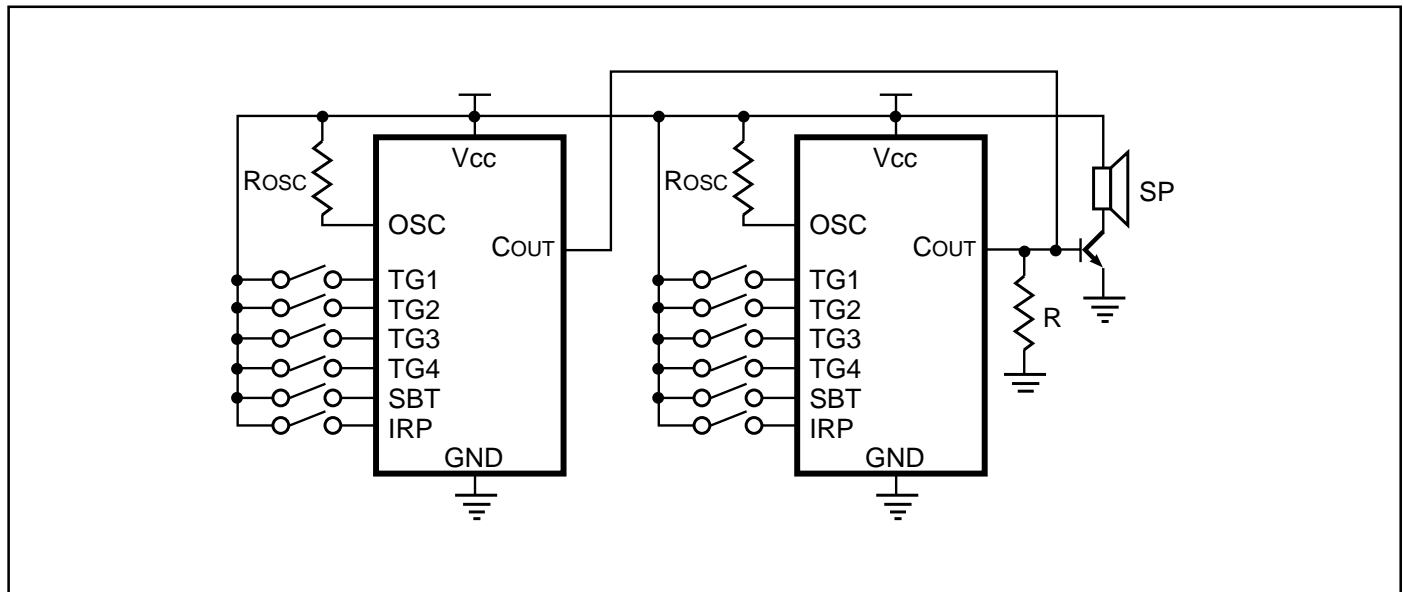 Vcc
ROSC
OSC
COUT
TG1
TG2
TG3
TG4
SBT
IRP
GND
Vcc
ROSC
OSC
COUT
TG1
TG2
TG3
TG4
SBT
IRP
GND
SP
R